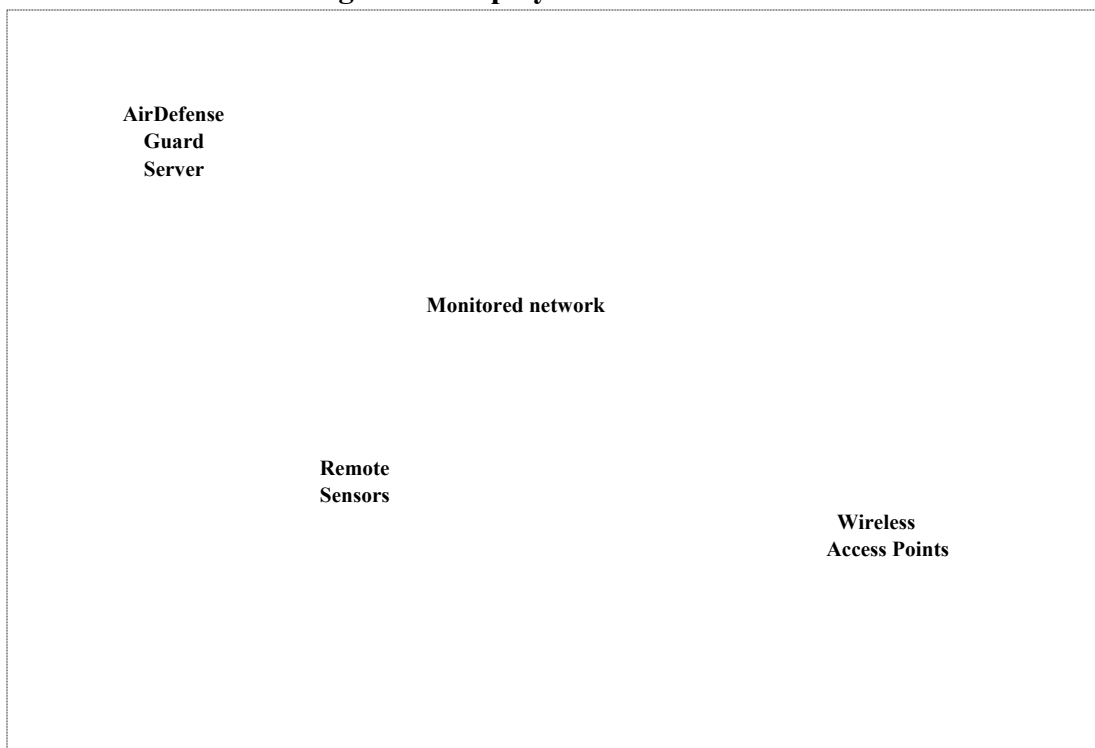 AirDefense
Guard
Server
Monitored network
Remote
Sensors
Wireless
Access Points